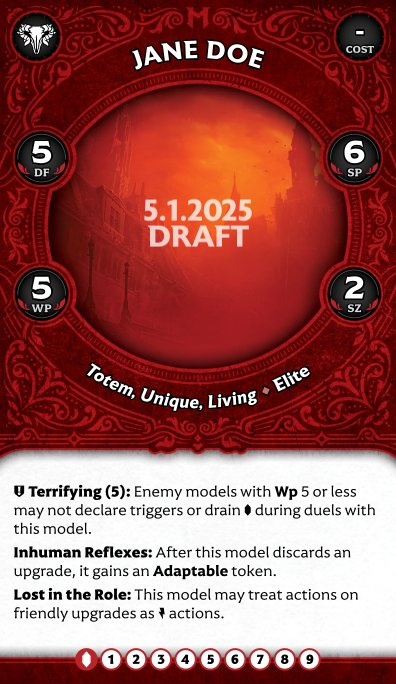 -
COST
JANE DOE
5
DF
6
SP
5.1.2025
DRAFT
5
WP
2
SZ
Totem, Unique, Living ♦ Elite
Terrifying (5): Enemy models with Wp 5 or less
may not declare triggers or drain during duels with
this model.
Inhuman Reflexes: After this model discards an
upgrade, it gains an Adaptable token.
Lost in the Role: This model may treat actions on
friendly upgrades as actions.
1 2 3 4 5 6 7 8 9